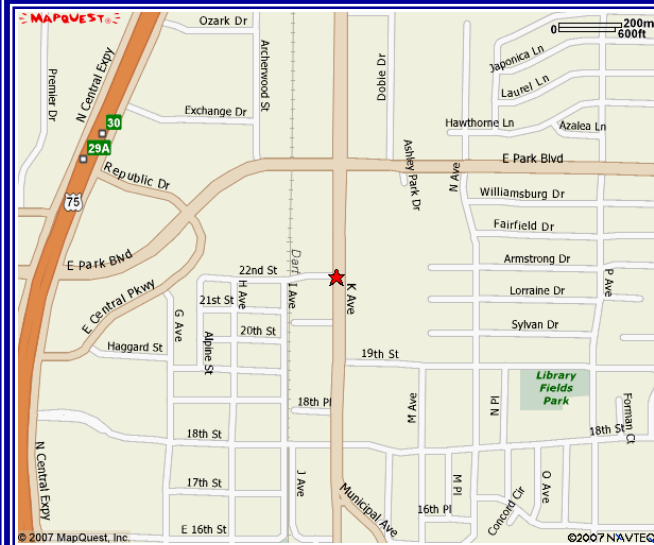 MAPQUEST
Ozark Dr
0 200m
600ft
N Central Expy
Premier Dr
Archerwood St
Dobie Dr
Japonica Ln
Laurel Ln
Exchange Dr
Hawthorne Ln
Azalea Ln
30
29A
Ashley Park Dr
N Ave
E Park Blvd
Republic Dr
75
Williamsburg Dr
Fairfield Dr
E Park Blvd
Dart
22nd St
Armstrong Dr
H Ave
I Ave
K Ave
P Ave
E Central Pkwy
21st St
Lorraine Dr
G Ave
Alpine St
20th St
Sylvan Dr
Haggard St
19th St
Library
Fields
Park
18th Pl
M Ave
N Pl
Forman Ct
18th St
18th St
N Central Expy
17th St
J Ave
Municipal Ave
M Pl
O Ave
16th Pl
Concord Cir
E 16th St
© 2007 MapQuest, Inc.
©2007 NAVTEQ